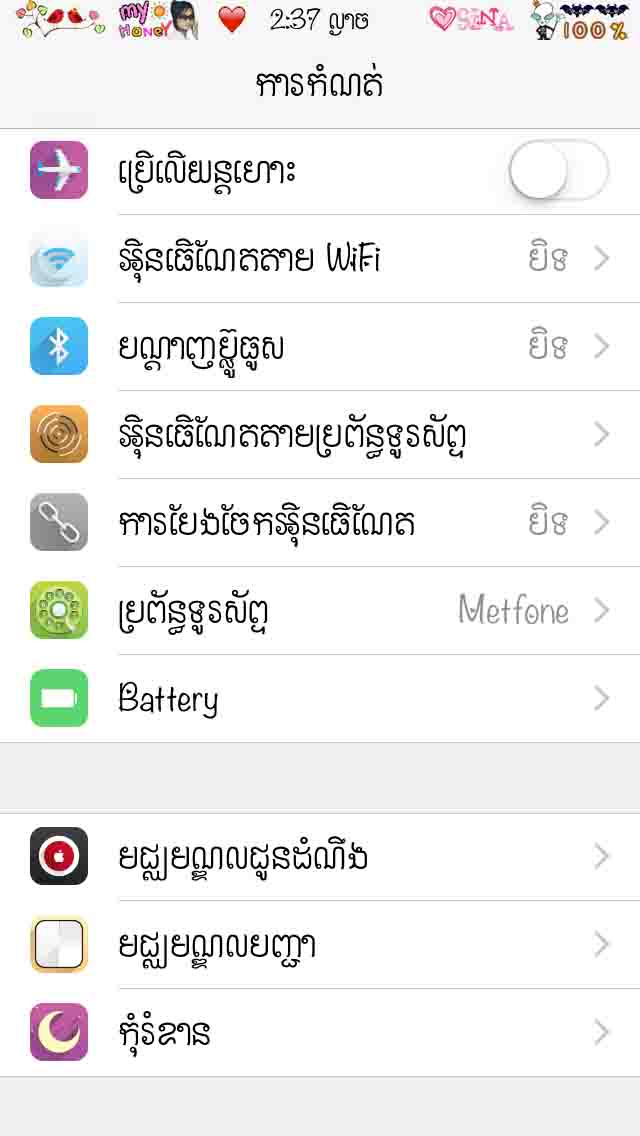 my Honey 2:37 ល្ងាច SINA 100%
ការកំណត់
ប្រើលើយន្តហោះ
អ៊ិនធើណែតតាម WiFi បិទ
បណ្តាញប៊្លូធូស បិទ
អ៊ិនធើណែតតាមប្រព័ន្ធទូរស័ព្ទ
ការបែងចែកអ៊ិនធើណែត បិទ
ប្រព័ន្ធទូរស័ព្ទ Metfone
Battery
មជ្ឈមណ្ឌលជូនដំណឹង
មជ្ឈមណ្ឌលបញ្ជា
កុំរំខាន